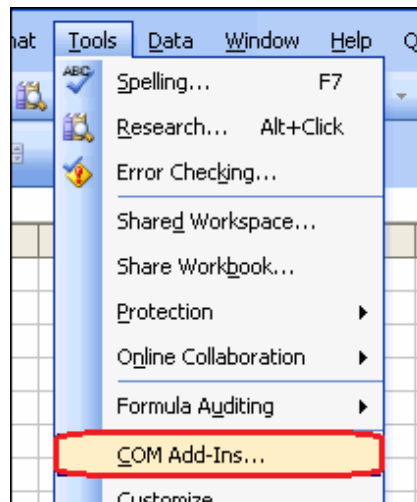 Tools Data Window Help
ABC
Spelling... F7
Research... Alt+Click
Error Checking...
Shared Workspace...
Share Workbook...
Protection
Online Collaboration
Formula Auditing
COM Add-Ins...
Customize